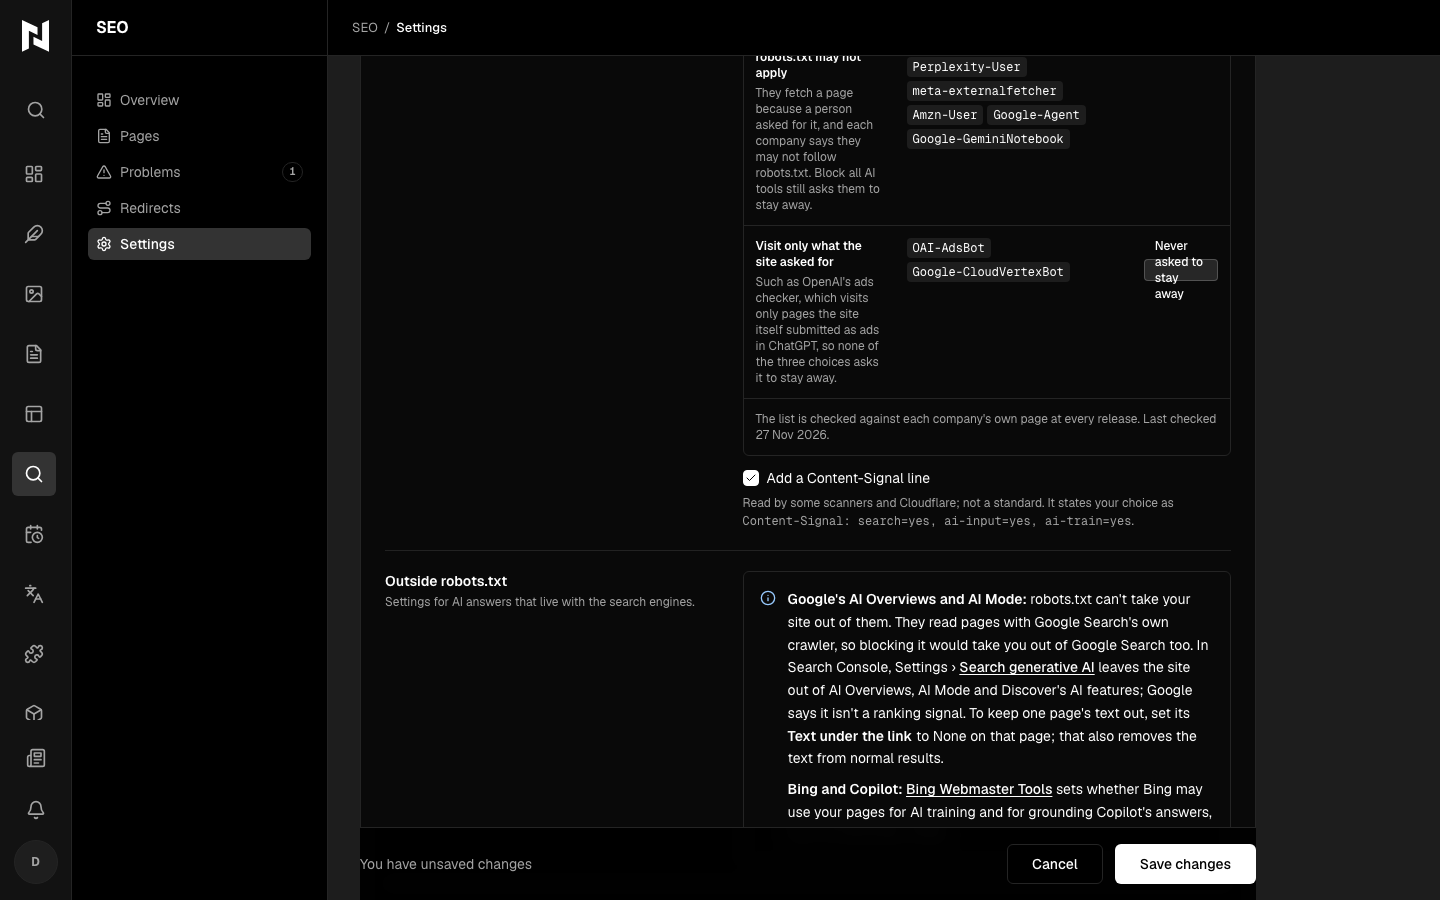 SEO
SEO / Settings
Overview
Pages
Problems 1
Redirects
Settings
D
robots.txt may not
apply
They fetch a page
because a person
asked for it, and each
company says they
may not follow
robots.txt. Block all AI
tools still asks them to
stay away.
Perplexity-User
meta-externalfetcher
Amzn-User Google-Agent
Google-GeminiNotebook
Visit only what the
site asked for
Such as OpenAI's ads
checker, which visits
only pages the site
itself submitted as ads
in ChatGPT, so none of
the three choices asks
it to stay away.
OAI-AdsBot
Google-CloudVertexBot
Never
asked to
stay
away
The list is checked against each company's own page at every release. Last checked
27 Nov 2026.
Add a Content-Signal line
Read by some scanners and Cloudflare; not a standard. It states your choice as
Content-Signal: search=yes, ai-input=yes, ai-train=yes.
Outside robots.txt
Settings for AI answers that live with the search engines.
Google's AI Overviews and AI Mode: robots.txt can't take your
site out of them. They read pages with Google Search's own
crawler, so blocking it would take you out of Google Search too. In
Search Console, Settings › Search generative AI leaves the site
out of AI Overviews, AI Mode and Discover's AI features; Google
says it isn't a ranking signal. To keep one page's text out, set its
Text under the link to None on that page; that also removes the
text from normal results.
Bing and Copilot: Bing Webmaster Tools sets whether Bing may
use your pages for AI training and for grounding Copilot's answers,
You have unsaved changes
Cancel
Save changes